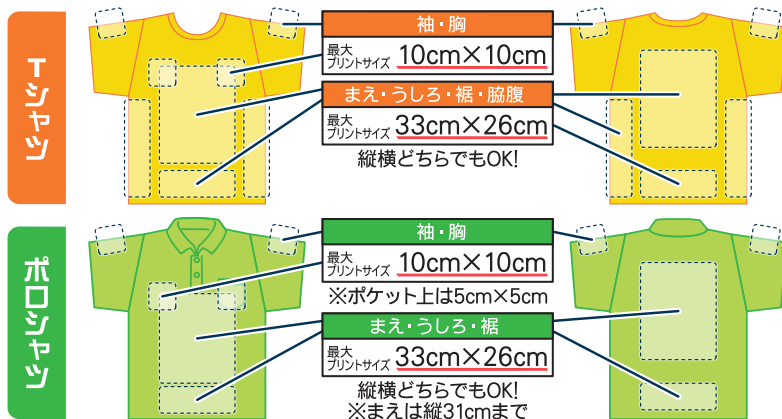 Tシャツ
袖・胸
最大
プリントサイズ 10cm×10cm
まえ・うしろ・裾・脇腹
最大
プリントサイズ 33cm×26cm
縦横どちらでもOK!
ポロシャツ
袖・胸
最大
プリントサイズ 10cm×10cm
※ポケット上は5cm×5cm
まえ・うしろ・裾
最大
プリントサイズ 33cm×26cm
縦横どちらでもOK!
※まえは縦31cmまで